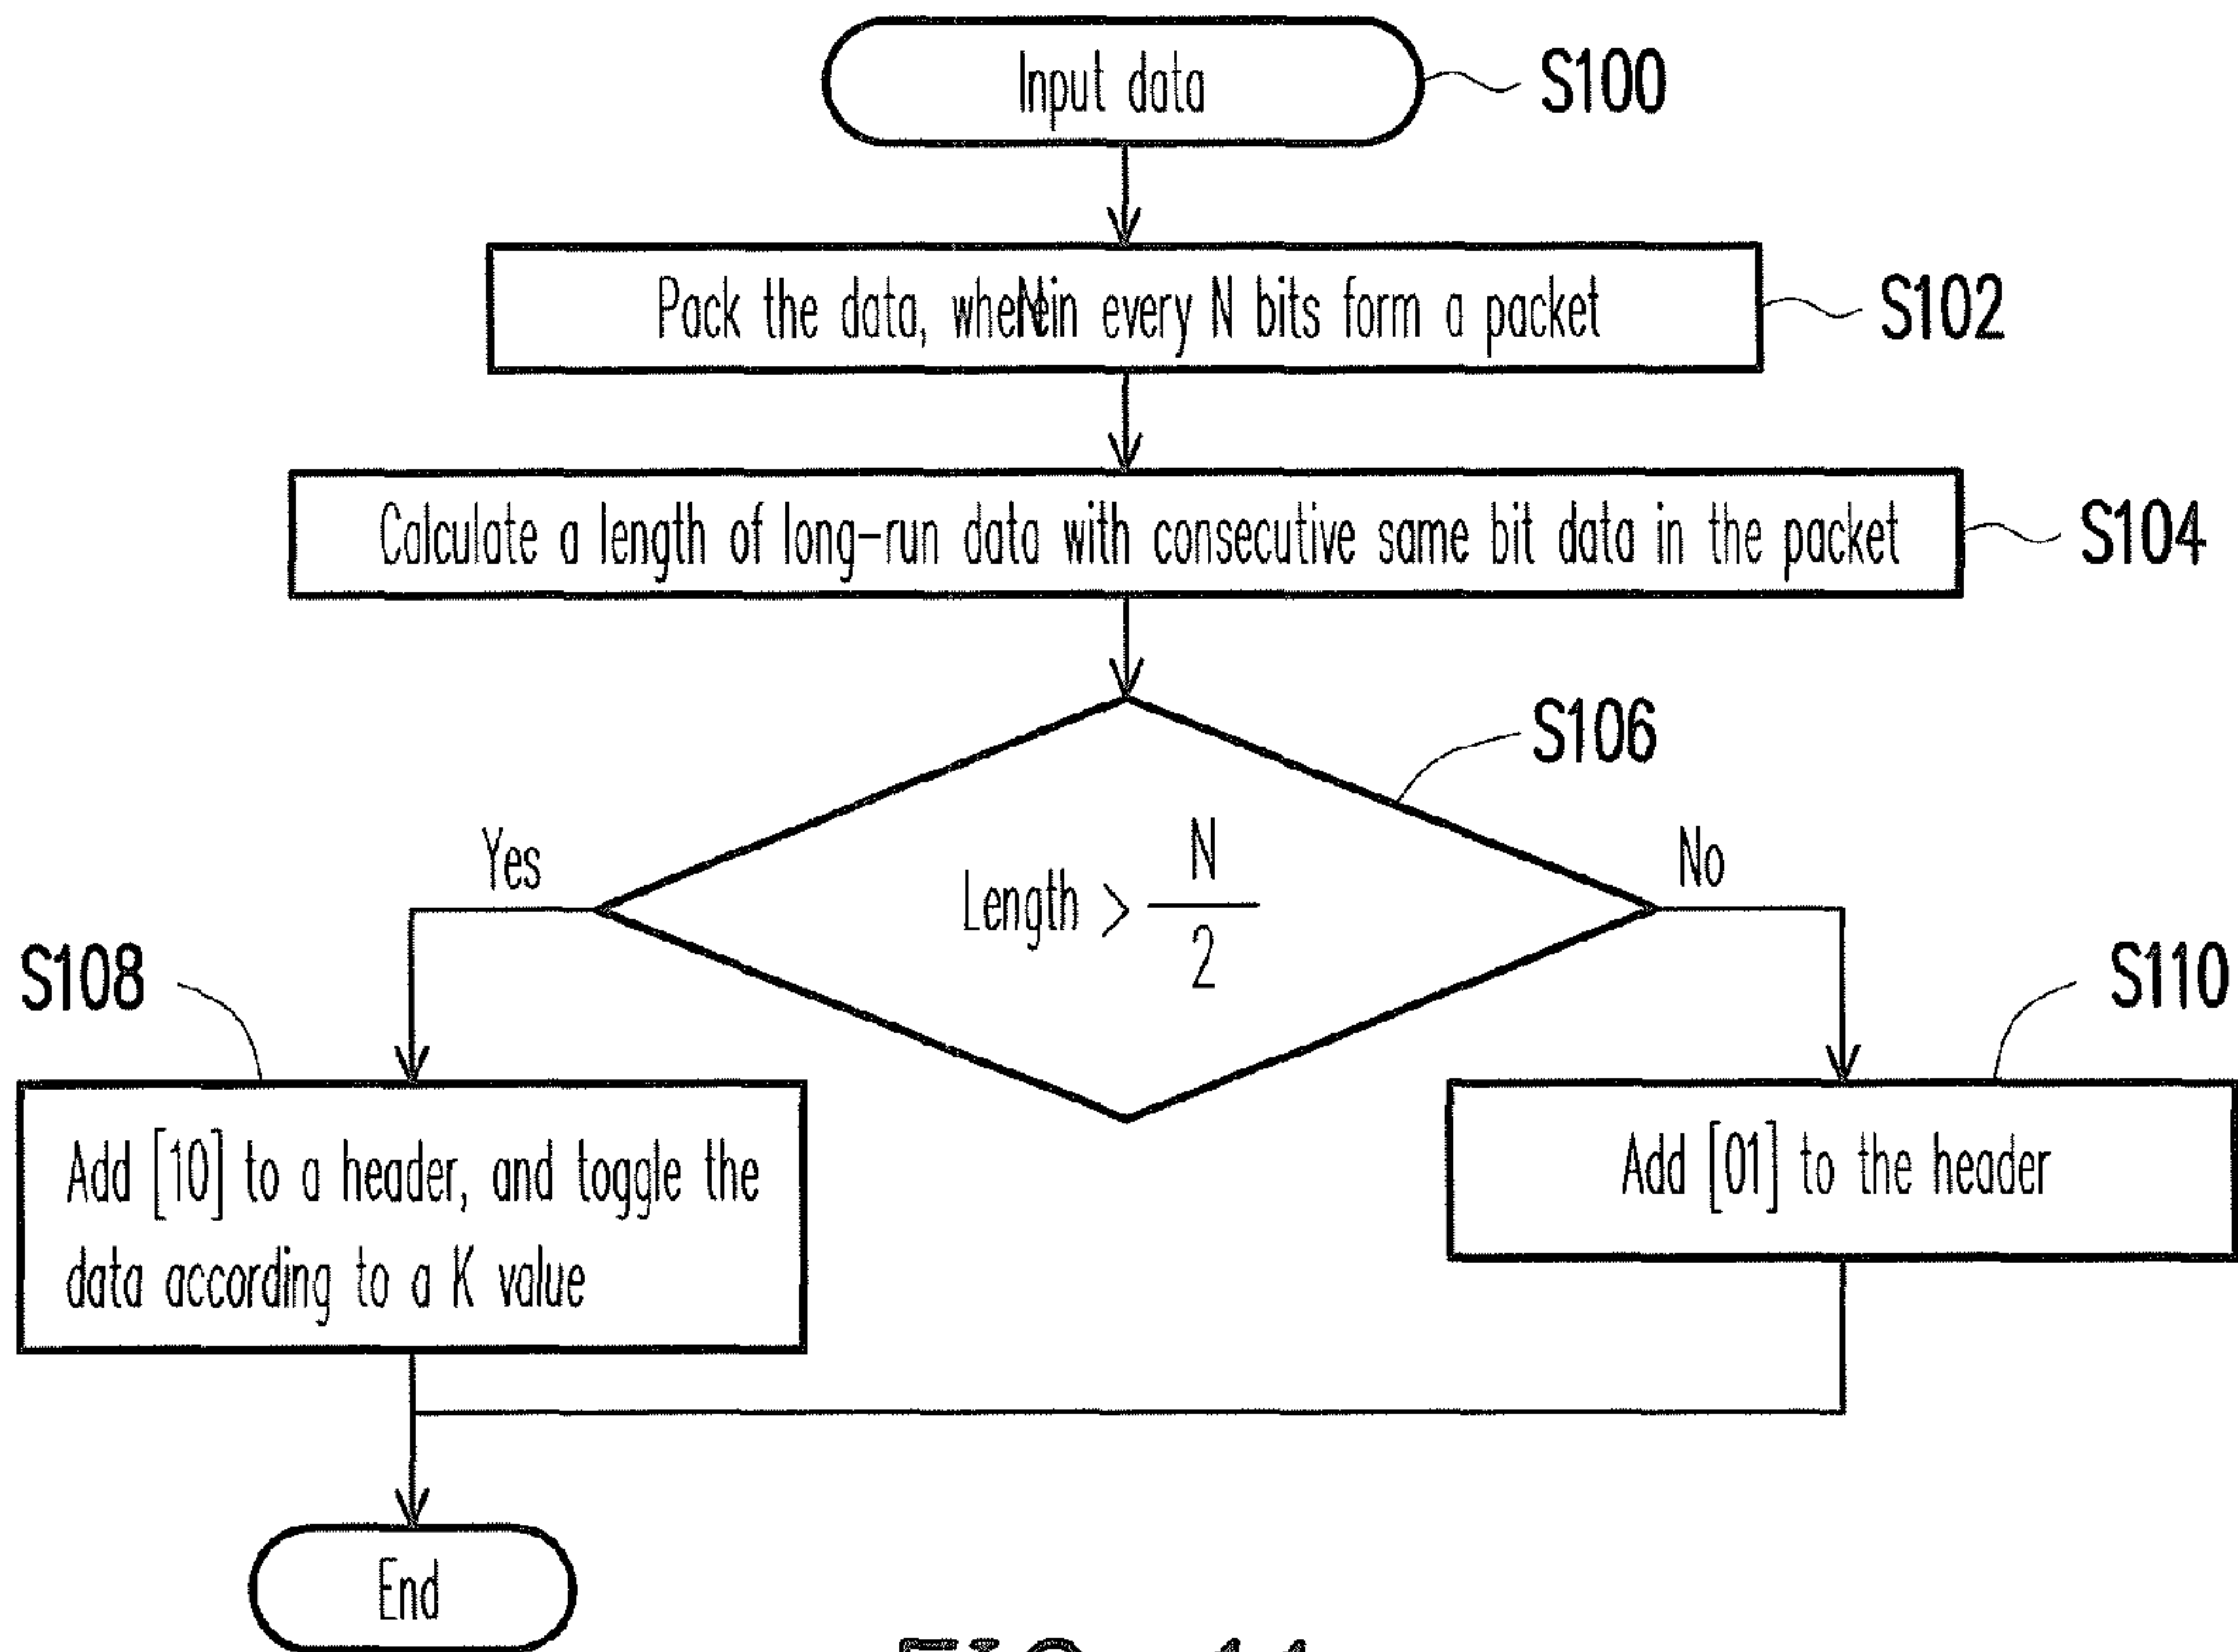 Input data
S100
Pack the data, wherein every N bits form a packet
S102
Calculate a length of long-run data with consecutive same bit data in the packet
S104
S106
Yes
Length > N
2
No
S108
S110
Add [10] to a header, and toggle the
data according to a K value
Add [01] to the header
End